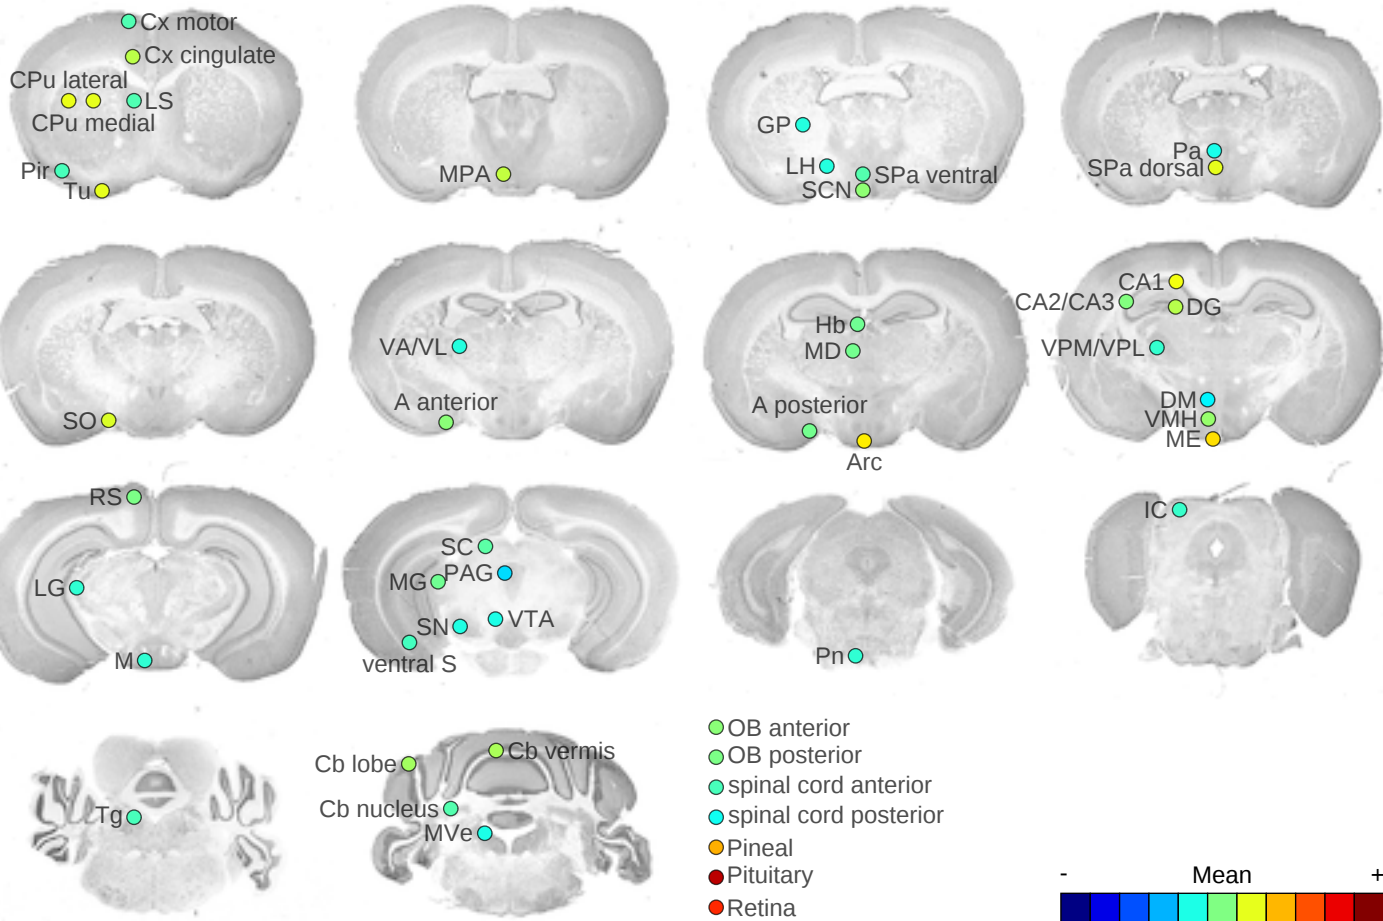 Cx motor
Cx cingulate
CPu lateral
LS
CPu medial
Pir
Tu
MPA
GP
LH
SPa ventral
SCN
Pa
SPa dorsal
SO
VA/VL
A anterior
Hb
MD
A posterior
Arc
CA1
CA2/CA3
DG
VPM/VPL
DM
VMH
ME
RS
LG
M
SC
MG
PAG
SN
VTA
ventral S
Pn
IC
Tg
Cb lobe
Cb vermis
Cb nucleus
MVe
OB anterior
OB posterior
spinal cord anterior
spinal cord posterior
Pineal
Pituitary
Retina
- Mean +